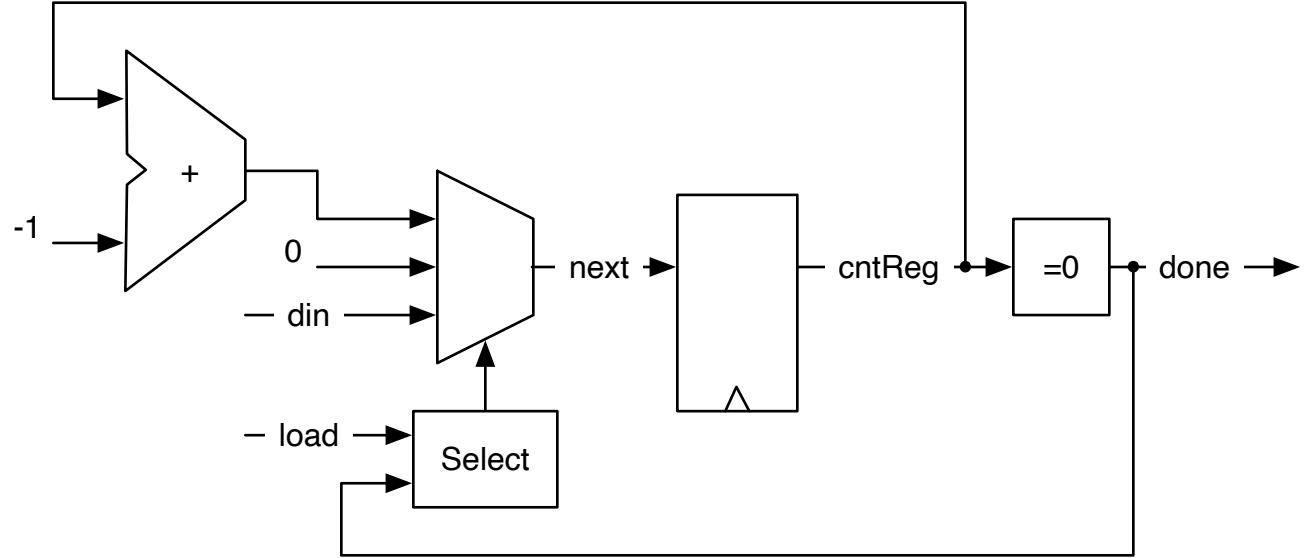 +
-1
0
next
cntReg
=0
done
din
load
Select